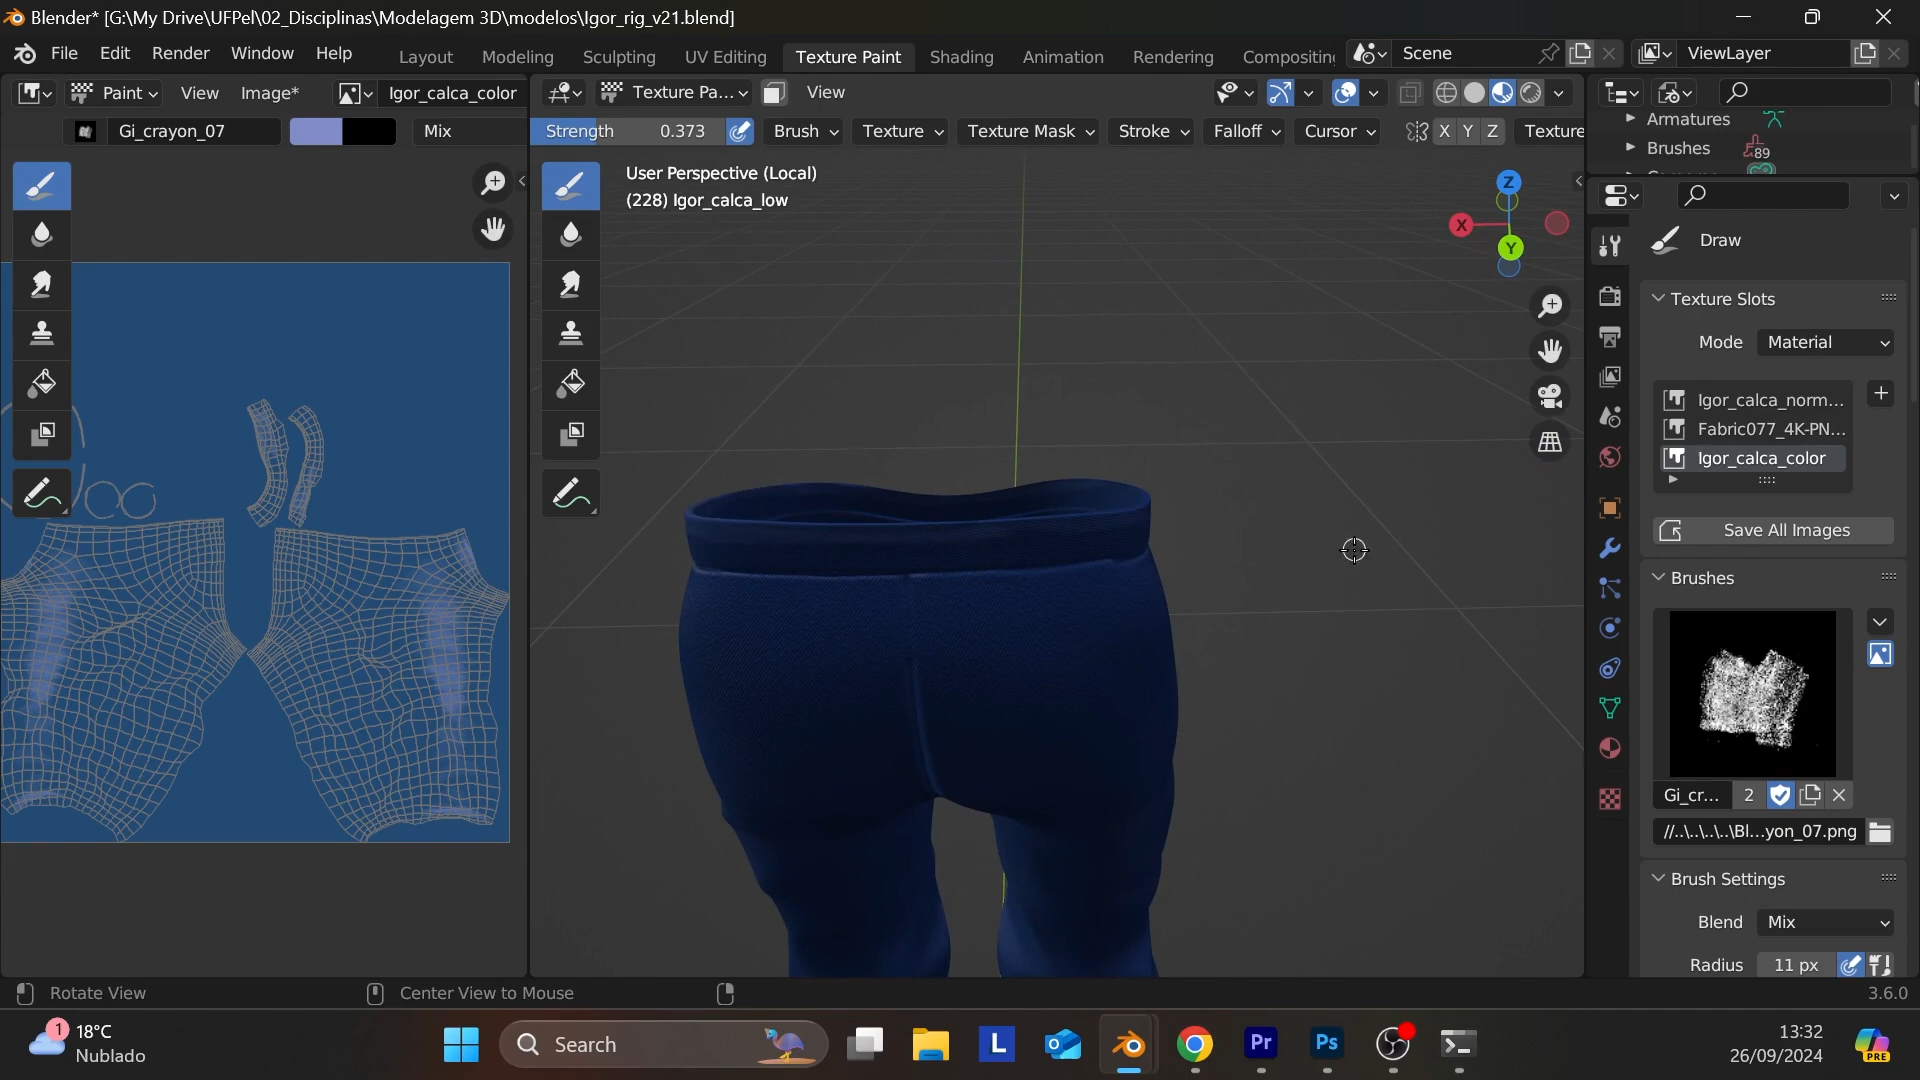 Blender* [G:\My Drive\UFPel\02_Disciplinas\Modelagem 3D\modelos\Igor_rig_v21.blend]
File Edit Render Window Help Layout Modeling Sculpting UV Editing Texture Paint Shading Animation Rendering Compositing Scene ViewLayer
Paint View Image* Igor_calca_color Texture Pa... View
Gi_crayon_07 Mix Strength 0.373 Brush Texture Texture Mask Stroke Falloff Cursor X Y Z Texture
Armatures
Brushes 89
User Perspective (Local)
(228) Igor_calca_low
Z
X
Y
Draw
Texture Slots
Mode Material
Igor_calca_norm...
Fabric077_4K-PN...
Igor_calca_color
Save All Images
Brushes
Gi_cr... 2
//..\..\..\..\Bl...yon_07.png
Brush Settings
Blend Mix
Radius 11 px
Rotate View Center View to Mouse 3.6.0
1 18°C
Nublado
Search
L
Pr
Ps
13:32
26/09/2024
PRE